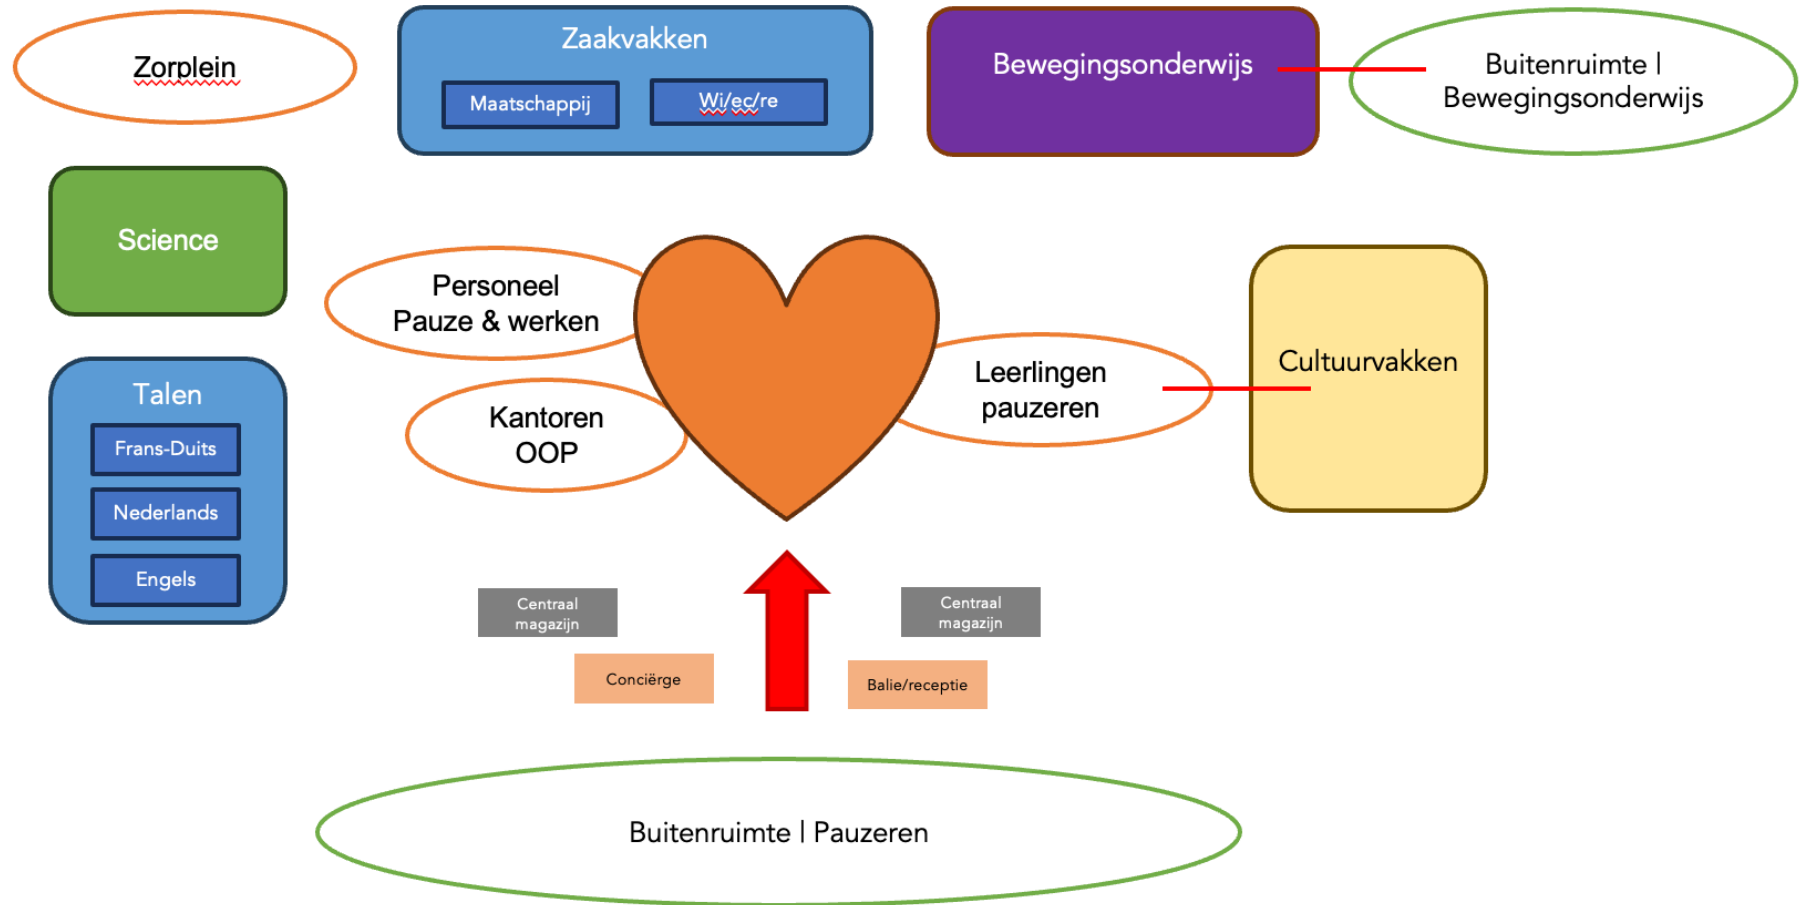 Zorplein
Zaakvakken
Maatschappij
Wi/ec/re
Bewegingsonderwijs
Buitenruimte |
Bewegingsonderwijs
Science
Personeel
Pauze & werken
Kantoren
OOP
Leerlingen
pauzeren
Cultuurvakken
Talen
Frans-Duits
Nederlands
Engels
Centraal
magazijn
Centraal
magazijn
Conciërge
Balie/receptie
Buitenruimte | Pauzeren